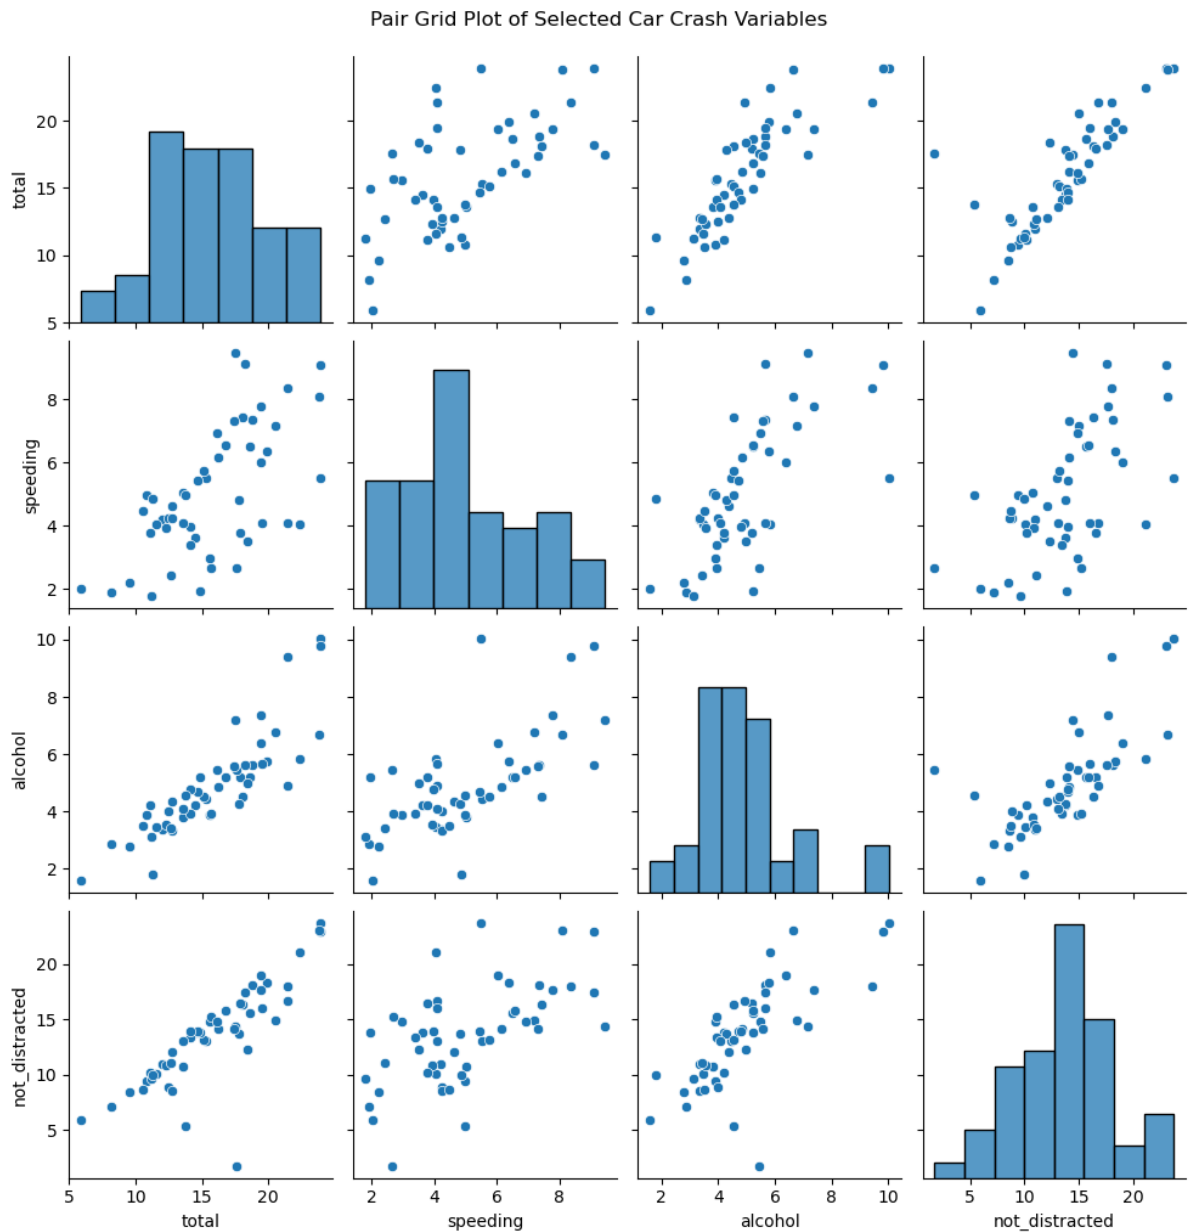 Pair Grid Plot of Selected Car Crash Variables
total
20
15
10
5
speeding
8
6
4
2
alcohol
10
8
6
4
2
not_distracted
20
15
10
5
5 10 15 20
2 4 6 8
2 4 6 8 10
5 10 15 20
total speeding alcohol not_distracted